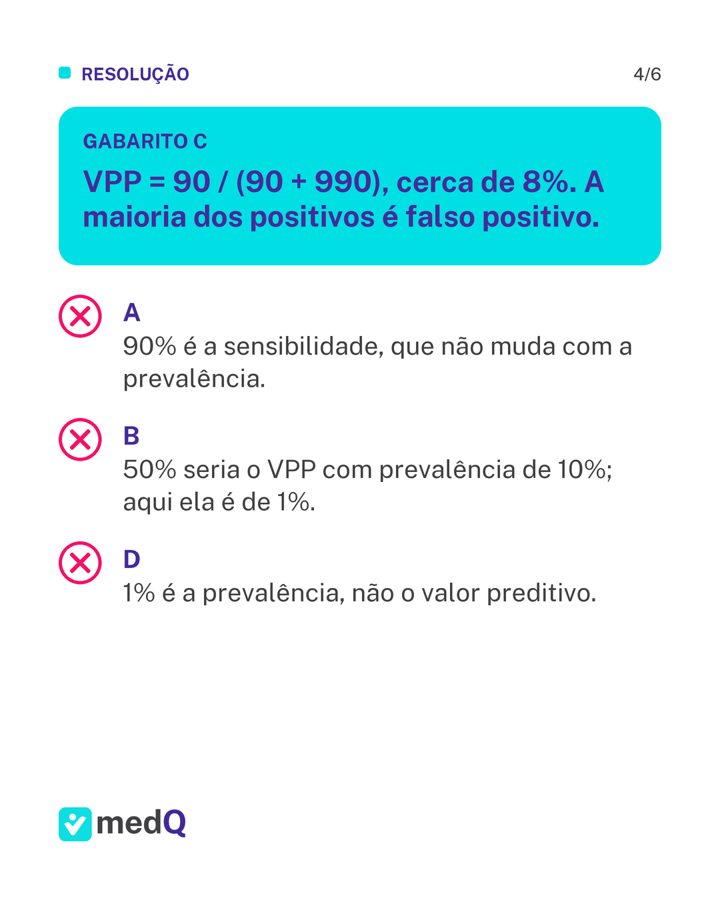 RESOLUÇÃO
4/6
GABARITO C
VPP = 90 / (90 + 990), cerca de 8%. A
maioria dos positivos é falso positivo.
A
90% é a sensibilidade, que não muda com a
prevalência.
B
50% seria o VPP com prevalência de 10%;
aqui ela é de 1%.
D
1% é a prevalência, não o valor preditivo.
medQ